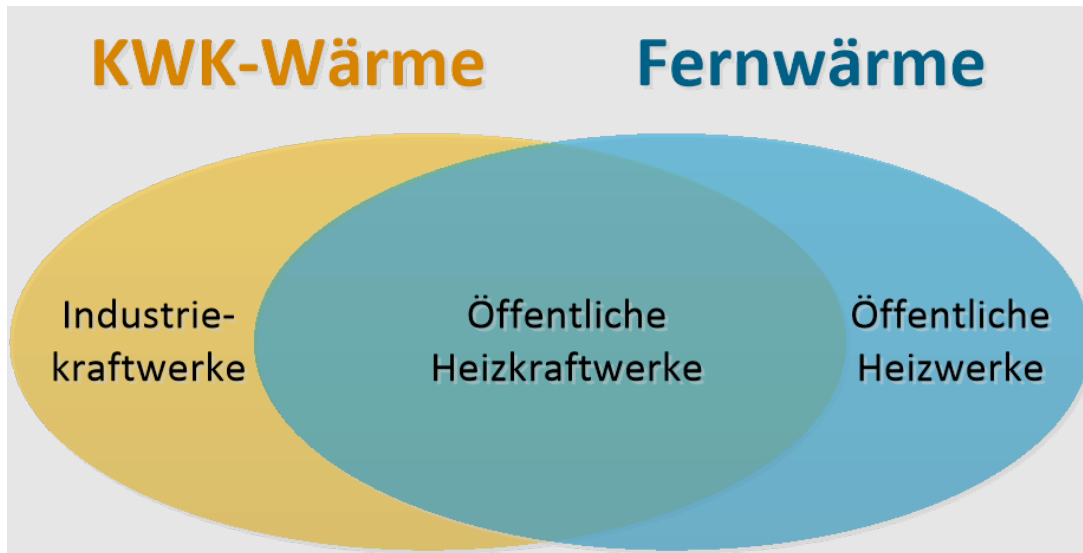 KWK-Wärme
Fernwärme
Industrie-
kraftwerke
Öffentliche
Heizkraftwerke
Öffentliche
Heizwerke